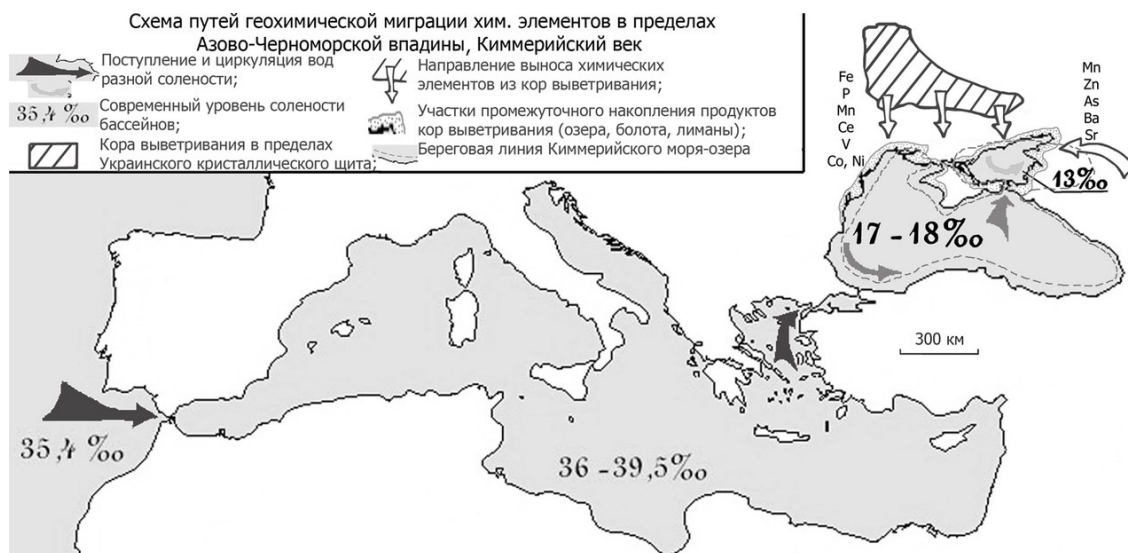 Схема путей геохимической миграции хим. элементов в пределах
Азово-Черноморской впадины, Киммерийский век
Поступление и циркуляция вод
разной солености;
35,4 ‰
Современный уровень солености
бассейнов;
Кора выветривания в пределах
Украинского кристаллического щита;
Направление выноса химических
элементов из кор выветривания;
Участки промежуточного накопления продуктов
кор выветривания (озера, болота, лиманы);
Береговая линия Киммерийского моря-озера
Fe
P
Mn
Ce
V
Co, Ni
Mn
Zn
As
Ba
Sr
13‰
17 - 18‰
300 км
35,4 ‰
36 - 39,5‰